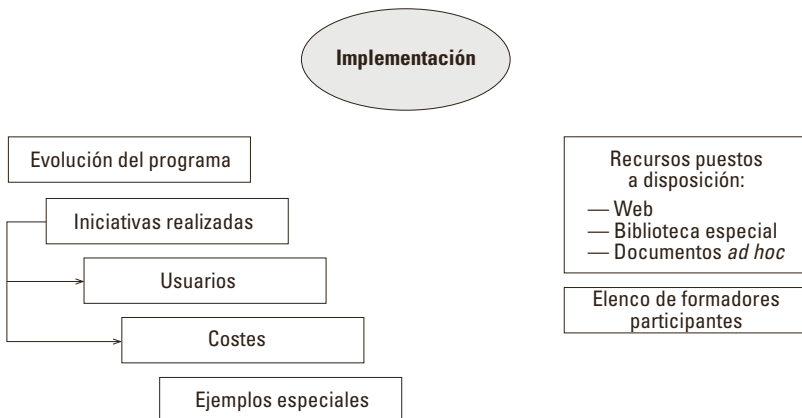 Implementación
Evolución del programa
Iniciativas realizadas
Usuarios
Costes
Ejemplos especiales
Recursos puestos
a disposición:
— Web
— Biblioteca especial
— Documentos ad hoc
Elenco de formadores
participantes